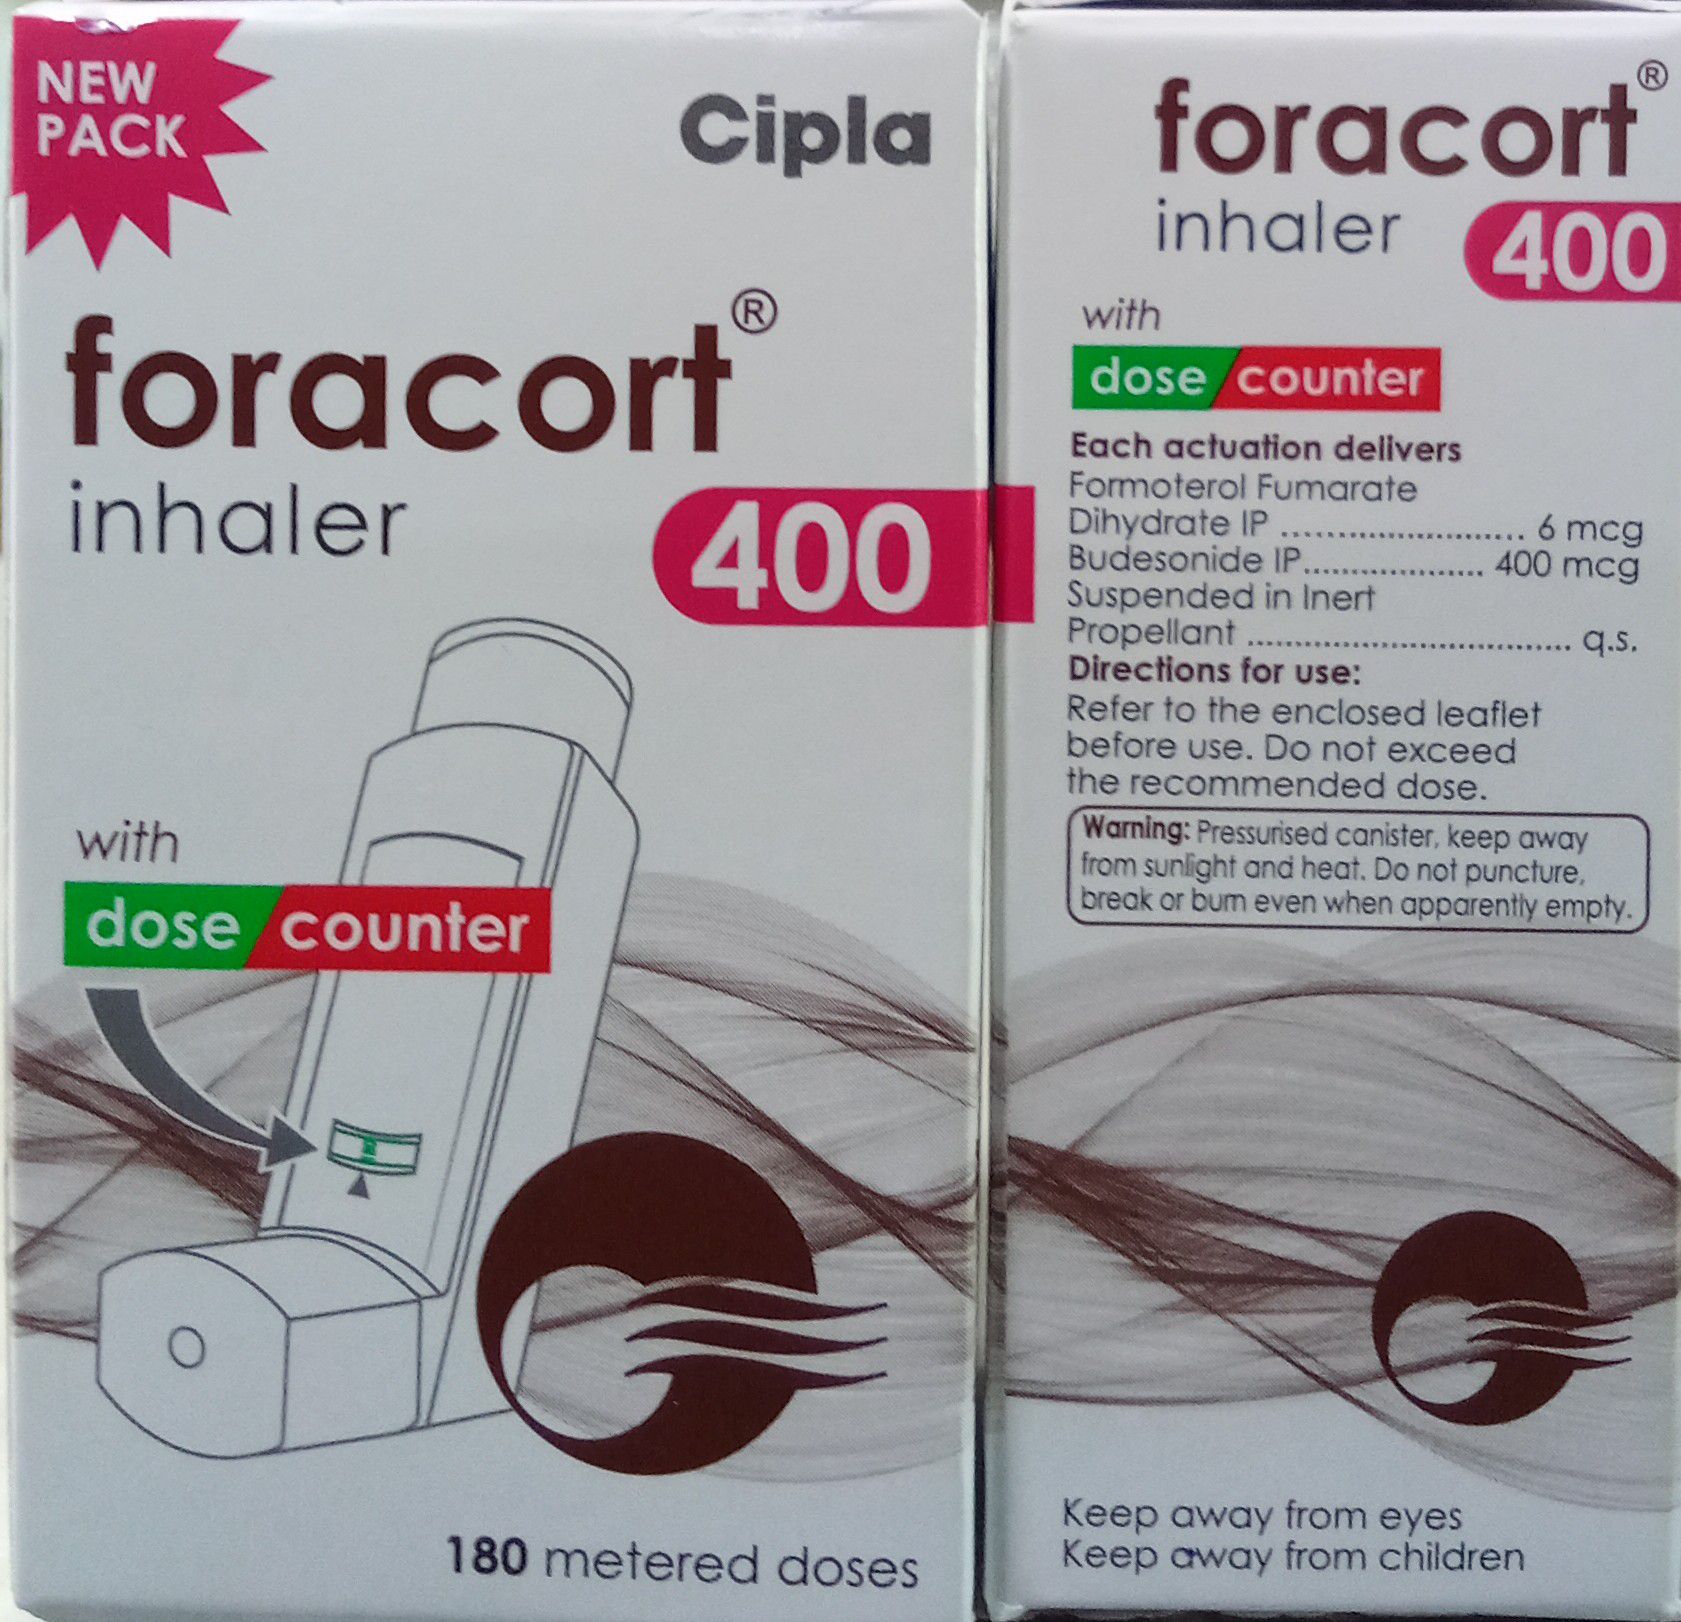 NEW
PACK
Cipla
foracort®
inhaler
400
with
dose counter
180 metered doses
foracort®
inhaler
400
with
dose counter
Each actuation delivers
Formoterol Fumarate
Dihydrate IP ........................ 6 mcg
Budesonide IP................... 400 mcg
Suspended in Inert
Propellant .................................. q.s.
Directions for use:
Refer to the enclosed leaflet
before use. Do not exceed
the recommended dose.
Warning: Pressurised canister, keep away
from sunlight and heat. Do not puncture,
break or burn even when apparently empty.
Keep away from eyes
Keep away from children